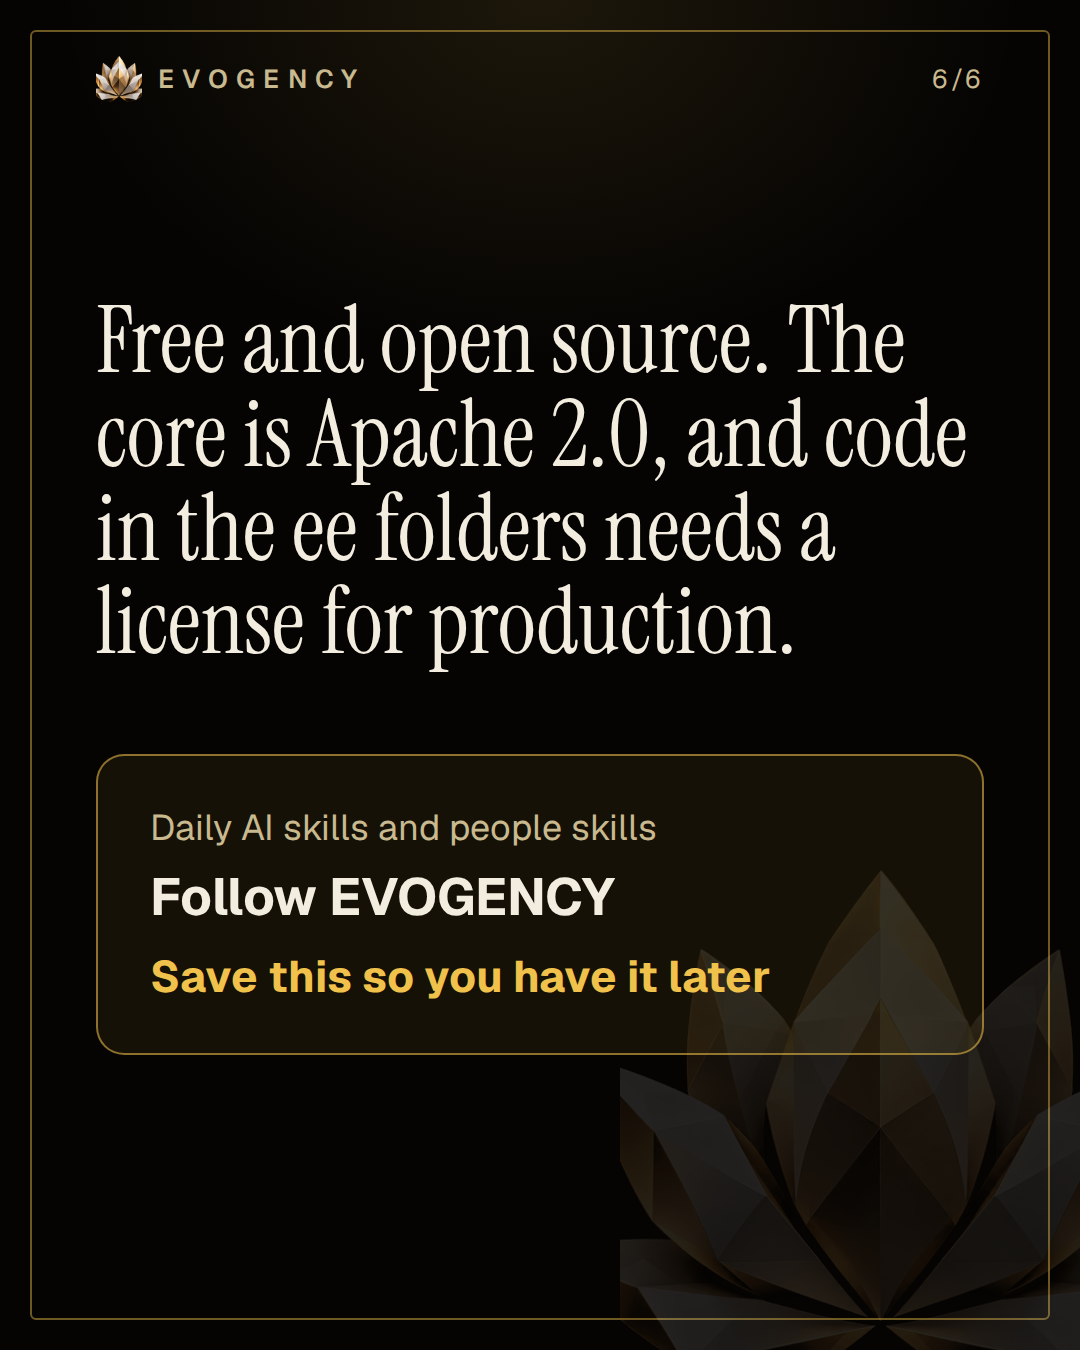 EVOGENCY
6/6
Free and open source. The
core is Apache 2.0, and code
in the ee folders needs a
license for production.
Daily AI skills and people skills
Follow EVOGENCY
Save this so you have it later